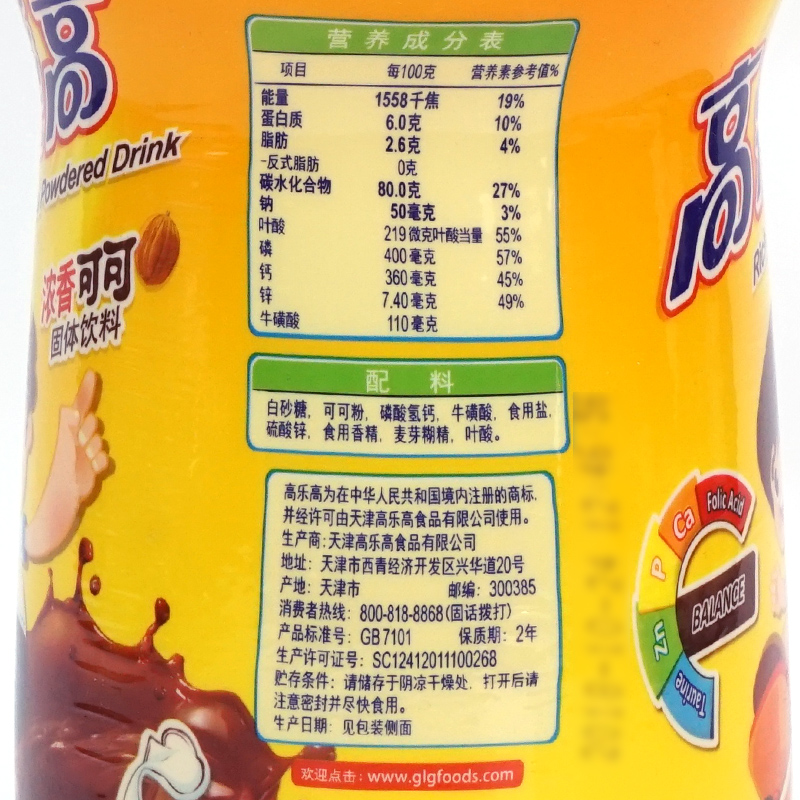 高
Powdered Drink
浓香可可
固体饮料
营养成分表
项目 每100克 营养素参考值%
能量 1558千焦 19%
蛋白质 6.0克 10%
脂肪 2.6克 4%
-反式脂肪 0克
碳水化合物 80.0克 27%
钠 50毫克 3%
叶酸 219微克叶酸当量 55%
磷 400毫克 57%
钙 360毫克 45%
锌 7.40毫克 49%
牛磺酸 110毫克
配料
白砂糖, 可可粉, 磷酸氢钙, 牛磺酸, 食用盐,
硫酸锌, 食用香精, 麦芽糊精, 叶酸。
高乐高为在中华人民共和国境内注册的商标,
并经许可由天津高乐高食品有限公司使用。
生产商:天津高乐高食品有限公司
地址: 天津市西青经济开发区兴华道20号
产地: 天津市 邮编: 300385
消费者热线: 800-818-8868(固话拨打)
产品标准号: GB7101 保质期: 2年
生产许可证号: SC12412011100268
贮存条件: 请储存于阴凉干燥处, 打开后请
注意密封并尽快食用。
生产日期: 见包装侧面
欢迎点击: www.glgfoods.com
高
Folic Acid
Ca
P
Zn
Taurine
BALANCE